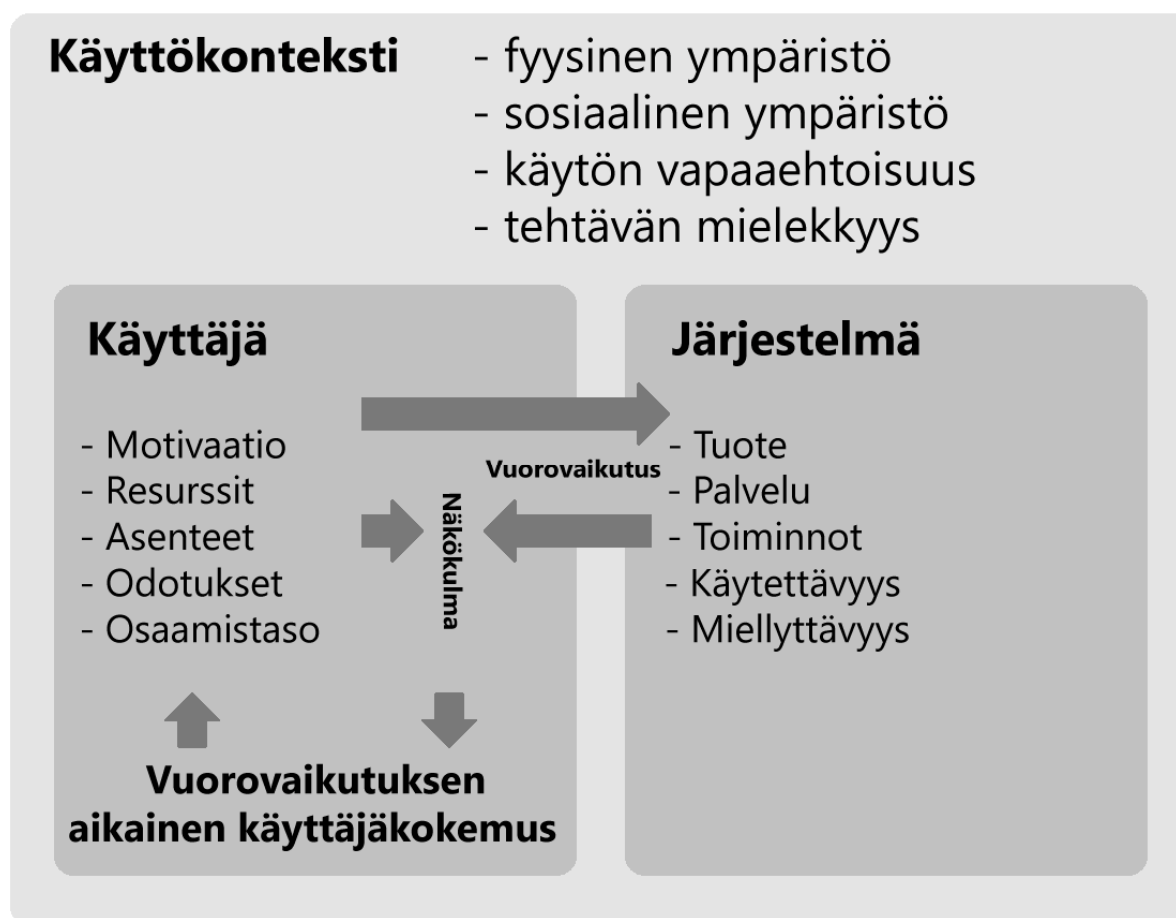 Käyttökonteksti
- fyysinen ympäristö
- sosiaalinen ympäristö
- käytön vapaaehtoisuus
- tehtävän mielekkyys
Käyttäjä
- Motivaatio
- Resurssit
- Asenteet
- Odotukset
- Osaamistaso
Vuorovaikutus
Näkökulma
Vuorovaikutuksen
aikainen käyttäjäkokemus
Järjestelmä
- Tuote
- Palvelu
- Toiminnot
- Käytettävyys
- Miellyttävyys